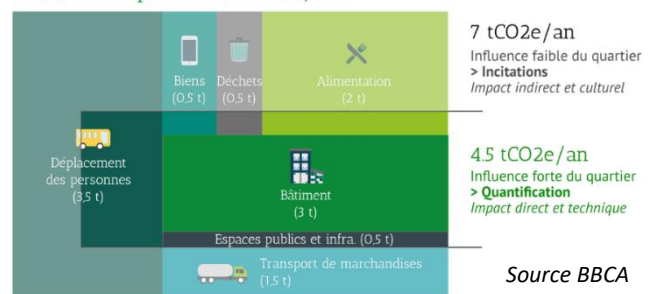 Biens
(0,5 t)
Déchets
(0,5 t)
Alimentation
(2 t)
Déplacement
des personnes
(3,5 t)
Bâtiment
(3 t)
Espaces publics et infra. (0,5 t)
Transport de marchandises
(1,5 t)
7 tCO2e/an
Influence faible du quartier
> Incitations
Impact indirect et culturel
4.5 tCO2e/an
Influence forte du quartier
> Quantification
Impact direct et technique
Source BBCA